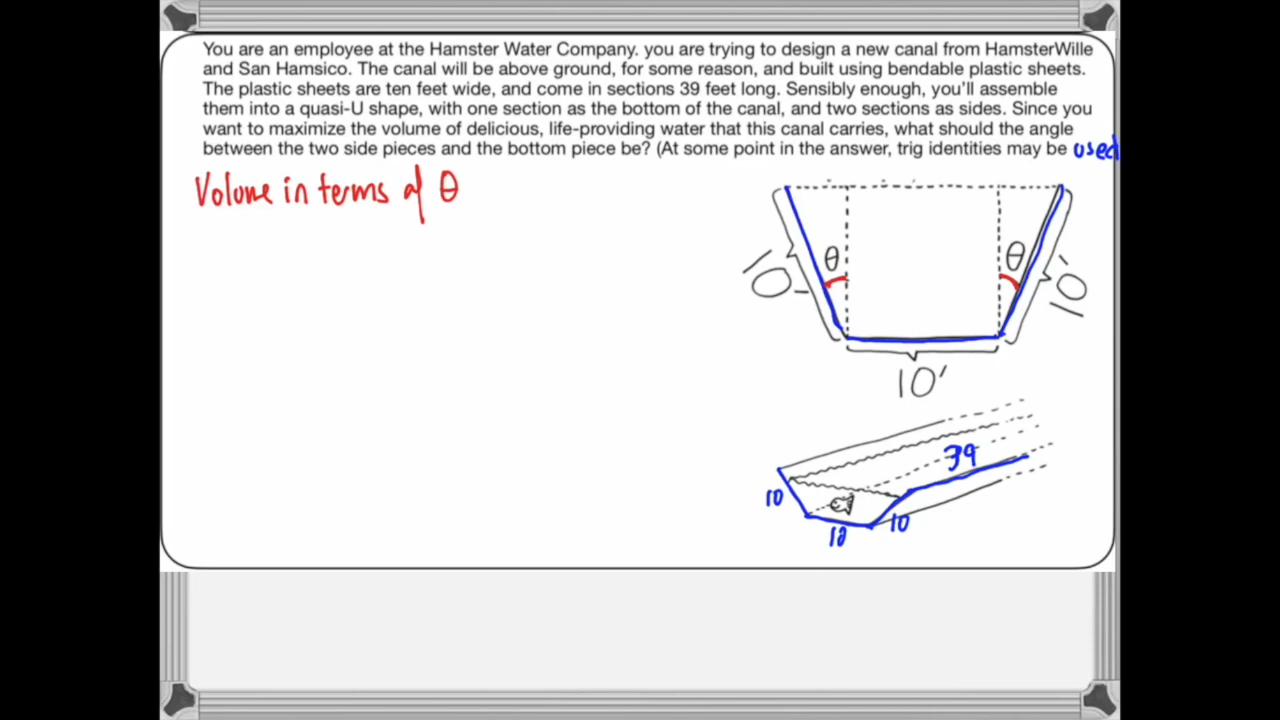 You are an employee at the Hamster Water Company. you are trying to design a new canal from HamsterWille
and San Hamsico. The canal will be above ground, for some reason, and built using bendable plastic sheets.
The plastic sheets are ten feet wide, and come in sections 39 feet long. Sensibly enough, you'll assemble
them into a quasi-U shape, with one section as the bottom of the canal, and two sections as sides. Since you
want to maximize the volume of delicious, life-providing water that this canal carries, what should the angle
between the two side pieces and the bottom piece be? (At some point in the answer, trig identities may be used
Volume in terms of θ
θ θ
10' 10'
10'
39
10
10
10